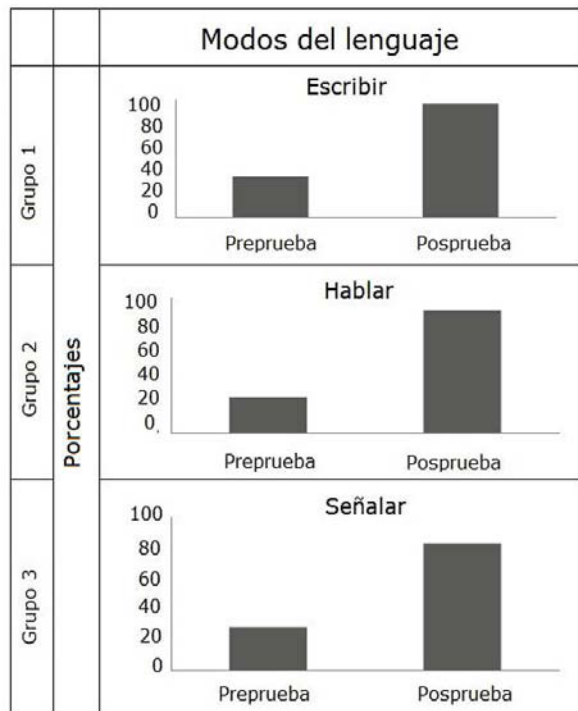 Modos del lenguaje
Porcentajes
Grupo 1
Escribir
100
80
60
40
20
0
Preprueba Posprueba
Grupo 2
Hablar
100
80
60
40
20
0
Preprueba Posprueba
Grupo 3
Señalar
100
80
60
40
20
0
Preprueba Posprueba